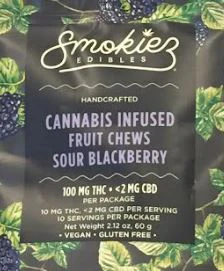 Smokiez
EDIBLES
HANDCRAFTED
CANNABIS INFUSED
FRUIT CHEWS
SOUR BLACKBERRY
100 MG THC • <2 MG CBD
PER PACKAGE
10 MG THC, <2 MG CBD PER SERVING
10 SERVINGS PER PACKAGE
Net Weight 2.12 oz, 60 g
• VEGAN • GLUTEN FREE •